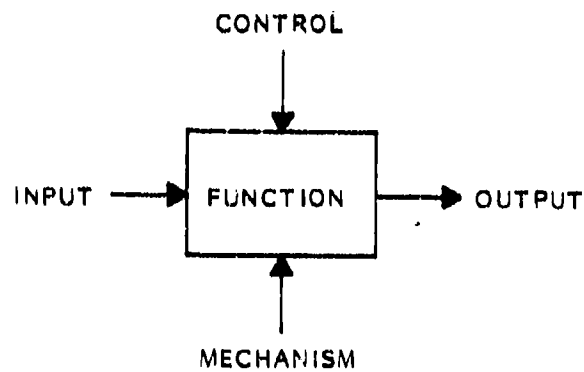 CONTROL
INPUT
FUNCTION
OUTPUT
MECHANISM